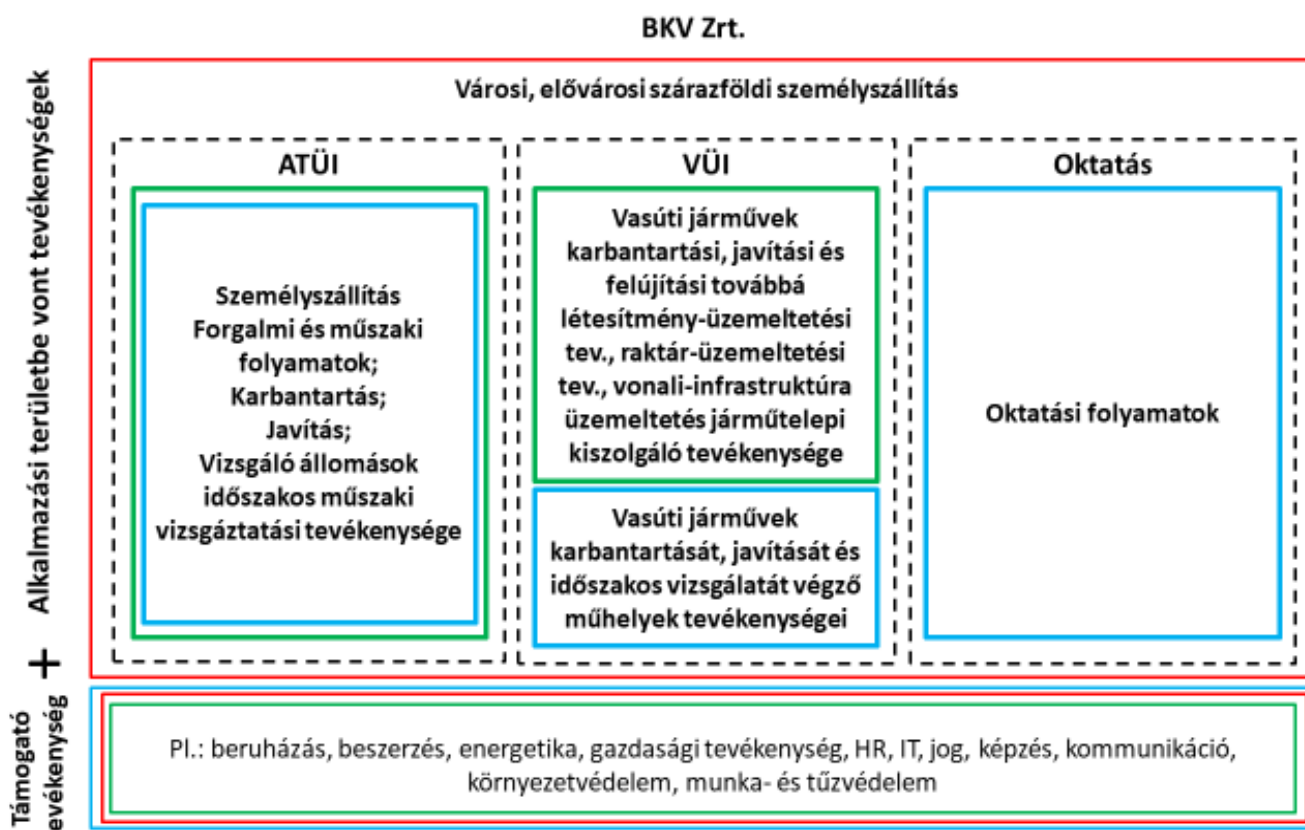 BKV Zrt.
Alkalmazási területbe vont tevékenységek
Városi, elővárosi szárazföldi személyszállítás
ATÜI
Személyszállítás
Forgalmi és műszaki
folyamatok;
Karbantartás;
Javítás;
Vizsgáló állomások
időszakos műszaki
vizsgáztatási tevékenysége
VÜI
Vasúti járművek
karbantartási, javítási és
felújítási továbbá
létesítmény-üzemeltetési
tev., raktár-üzemeltetési
tev., vonali-infrastruktúra
üzemeltetés járműtelepi
kiszolgáló tevékenysége
Vasúti járművek
karbantartását, javítását és
időszakos vizsgálatát végző
műhelyek tevékenységei
Oktatás
Oktatási folyamatok
+
Támogató
tevékenység
Pl.: beruházás, beszerzés, energetika, gazdasági tevékenység, HR, IT, jog, képzés, kommunikáció,
környezetvédelem, munka- és tűzvédelem